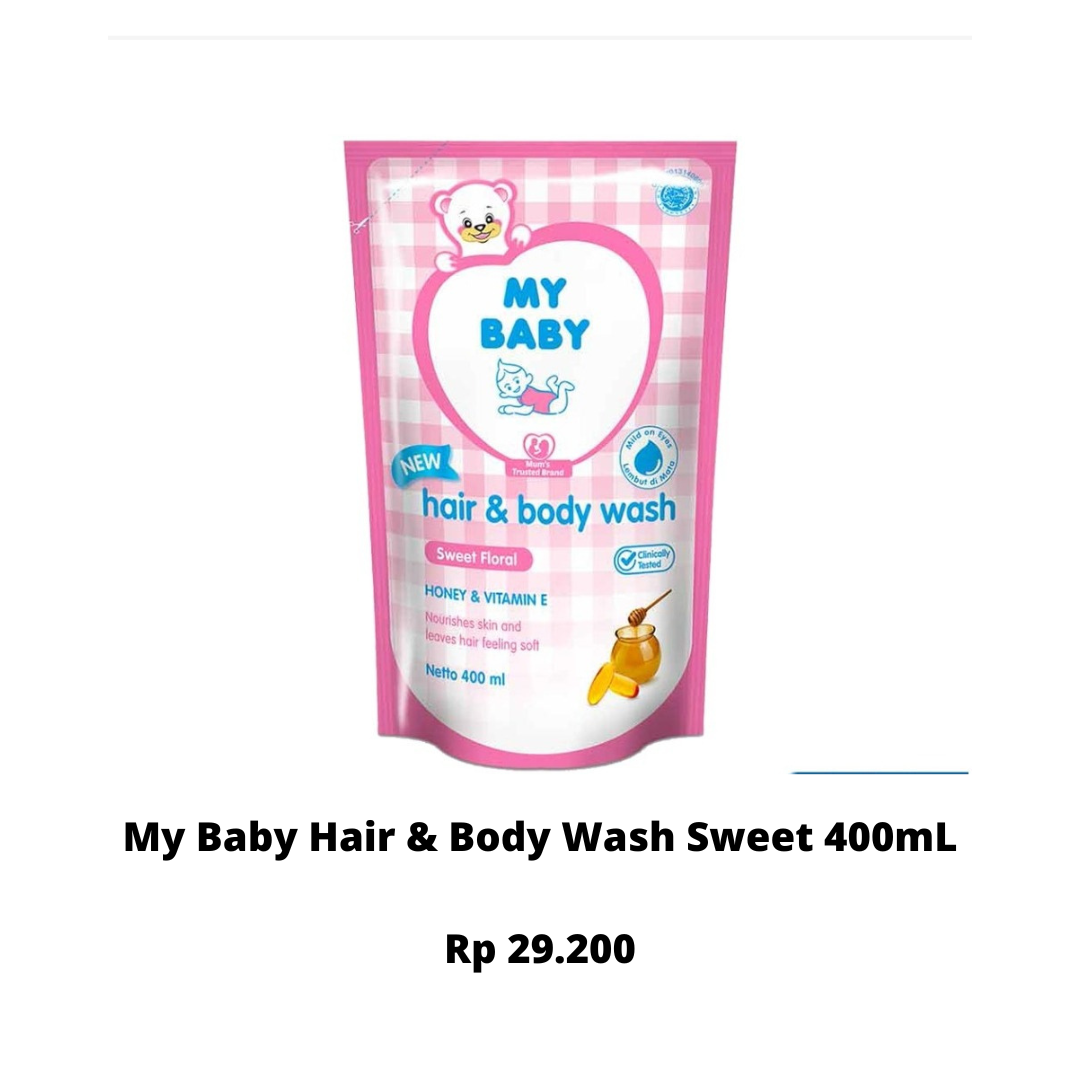 MY
BABY
Mum's
Trusted Brand
Mild on Eyes
Lembut di Mata
NEW
hair & body wash
Sweet Floral
Clinically
Tested
HONEY & VITAMIN E
Nourishes skin and
leaves hair feeling soft
Netto 400 ml
My Baby Hair & Body Wash Sweet 400mL
Rp 29.200